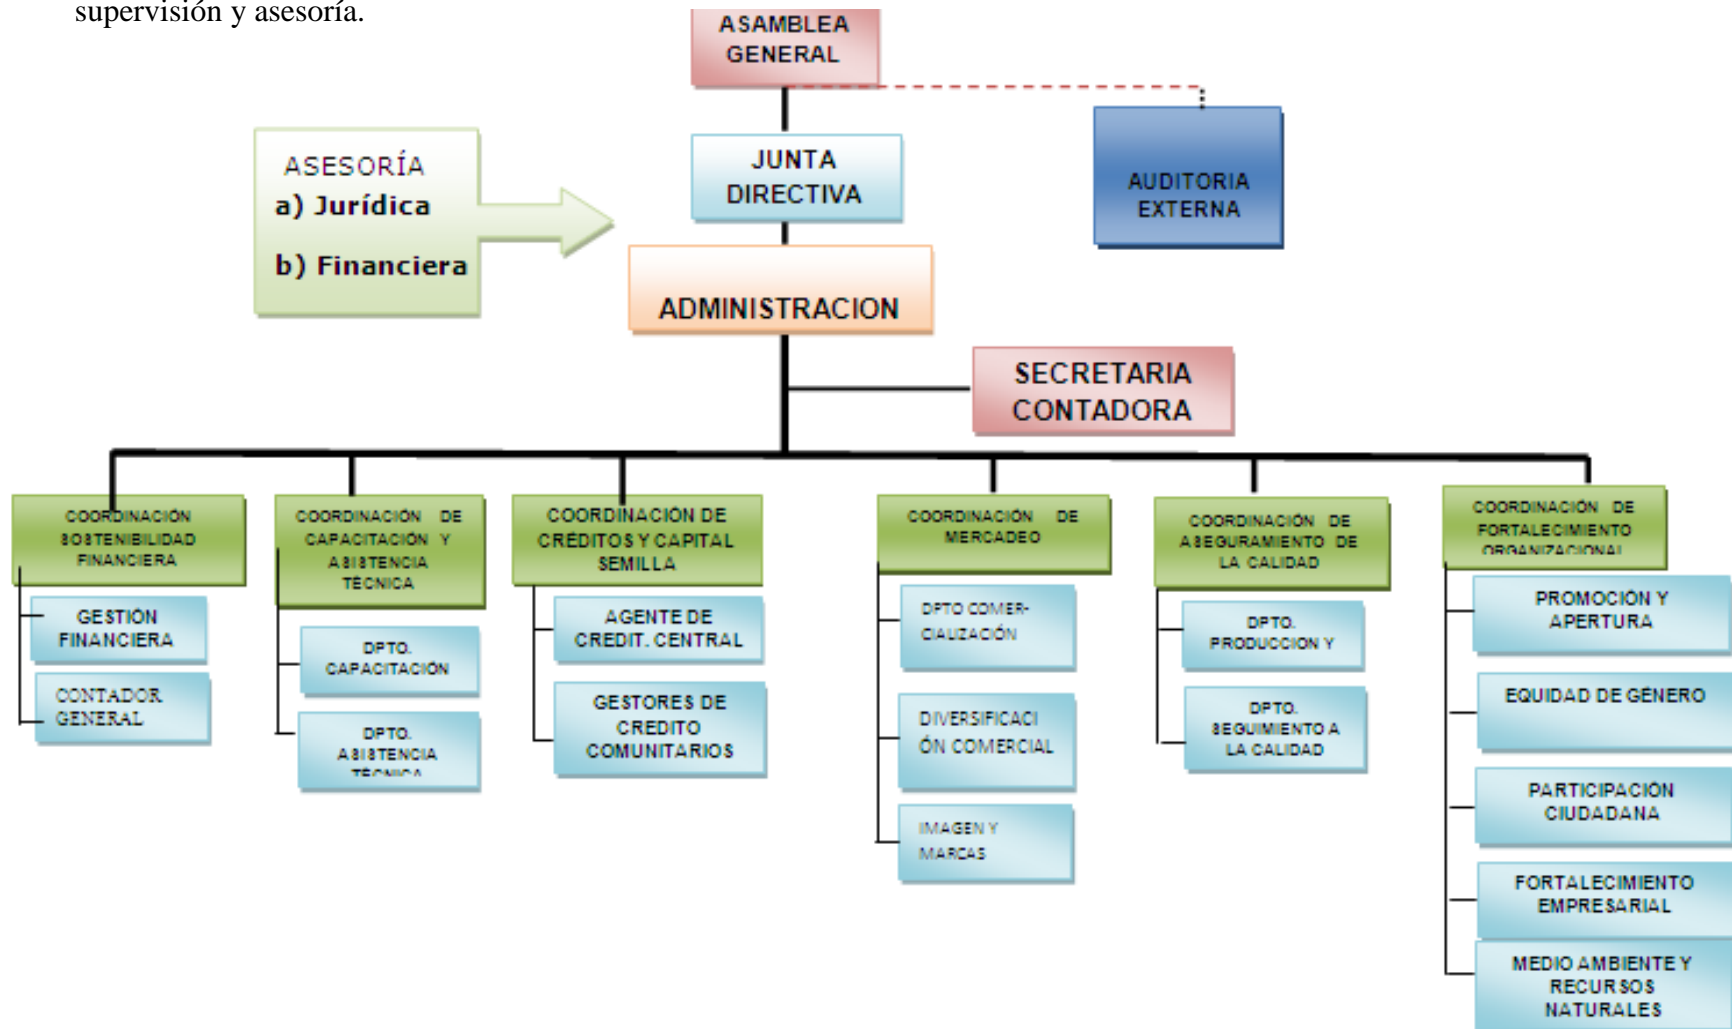 supervisión y asesoría.
ASAMBLEA
GENERAL
ASESORÍA
a) Jurídica
b) Financiera
JUNTA
DIRECTIVA
AUDITORIA
EXTERNA
ADMINISTRACION
SECRETARIA
CONTADORA
COORDINACIÓN
SOSTENIBILIDAD
FINANCIERA
GESTIÓN
FINANCIERA
CONTADOR
GENERAL
COORDINACIÓN DE
CAPACITACIÓN Y
ASISTENCIA
TÉCNICA
DPTO.
CAPACITACIÓN
DPTO.
ASISTENCIA
TÉCNICA
COORDINACIÓN DE
CRÉDITOS Y CAPITAL
SEMILLA
AGENTE DE
CREDIT. CENTRAL
GESTORES DE
CREDITO
COMUNITARIOS
COORDINACIÓN DE
MERCADEO
DPTO COMER-
CIALIZACIÓN
DIVERSIFICACI
ÓN COMERCIAL
IMAGEN Y
MARCAS
COORDINACIÓN DE
ASEGURAMIENTO DE
LA CALIDAD
DPTO.
PRODUCCION Y
DPTO.
SEGUIMIENTO A
LA CALIDAD
COORDINACIÓN DE
FORTALECIMIENTO
ORGANIZACIONAL
PROMOCIÓN Y
APERTURA
EQUIDAD DE GÉNERO
PARTICIPACIÓN
CIUDADANA
FORTALECIMIENTO
EMPRESARIAL
MEDIO AMBIENTE Y
RECURSOS
NATURALES